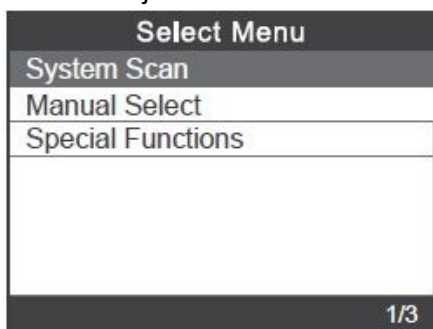 Select Menu
System Scan
Manual Select
Special Functions
1/3